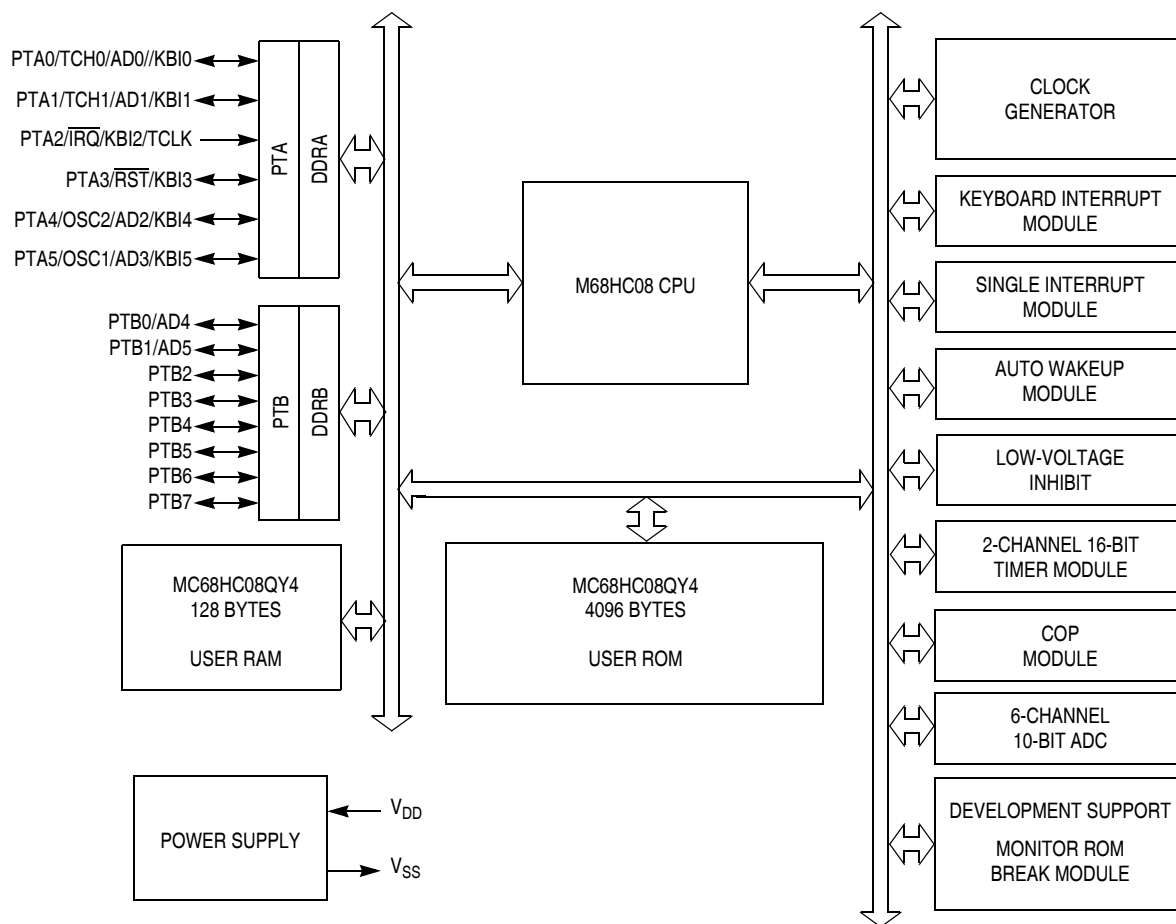 PTA0/TCH0/AD0//KBI0
PTA1/TCH1/AD1/KBI1
PTA2/IRQ/KBI2/TCLK
PTA3/RST/KBI3
PTA4/OSC2/AD2/KBI4
PTA5/OSC1/AD3/KBI5
PTA
DDRA
PTB0/AD4
PTB1/AD5
PTB2
PTB3
PTB4
PTB5
PTB6
PTB7
PTB
DDRB
MC68HC08QY4
128 BYTES
USER RAM
POWER SUPPLY
VDD
VSS
M68HC08 CPU
MC68HC08QY4
4096 BYTES
USER ROM
CLOCK
GENERATOR
KEYBOARD INTERRUPT
MODULE
SINGLE INTERRUPT
MODULE
AUTO WAKEUP
MODULE
LOW-VOLTAGE
INHIBIT
2-CHANNEL 16-BIT
TIMER MODULE
COP
MODULE
6-CHANNEL
10-BIT ADC
DEVELOPMENT SUPPORT
MONITOR ROM
BREAK MODULE